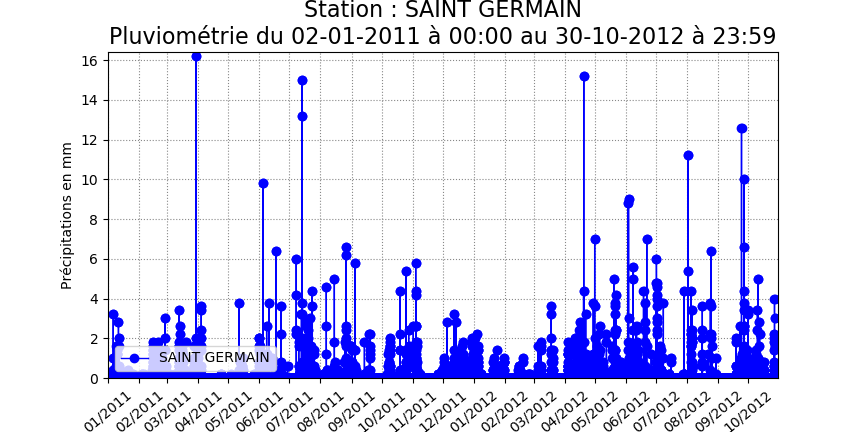 Station : SAINT GERMAIN
Pluviométrie du 02-01-2011 à 00:00 au 30-10-2012 à 23:59
Précipitations en mm
16
14
12
10
8
6
4
2
0
SAINT GERMAIN
01/2011 02/2011 03/2011 04/2011 05/2011 06/2011 07/2011 08/2011 09/2011 10/2011 11/2011 12/2011 01/2012 02/2012 03/2012 04/2012 05/2012 06/2012 07/2012 08/2012 09/2012 10/2012